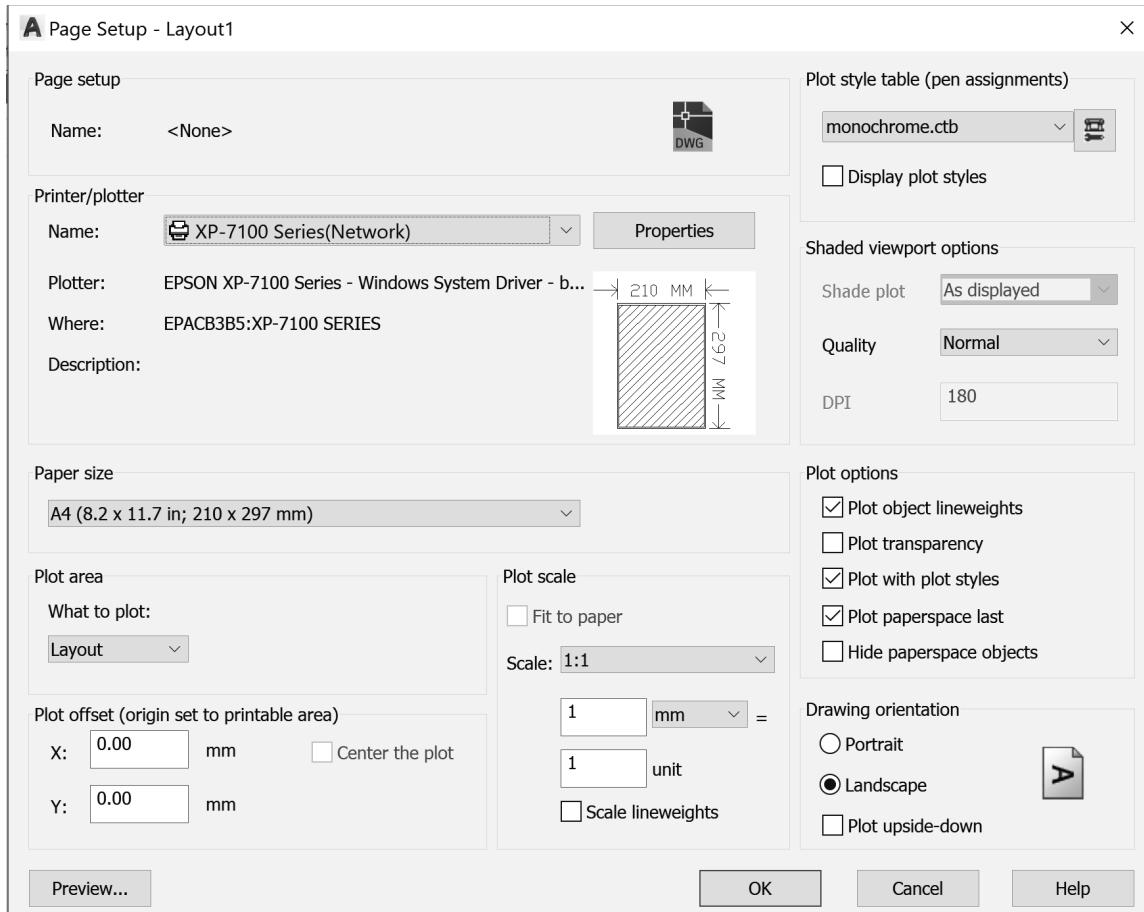 Page Setup - Layout1
Page setup
Name: <None>
DWG
Printer/plotter
Name: XP-7100 Series(Network) Properties
Plotter: EPSON XP-7100 Series - Windows System Driver - b...
Where: EPACB3B5:XP-7100 SERIES
Description:
210 MM
297 MM
Paper size
A4 (8.2 x 11.7 in; 210 x 297 mm)
Plot area
What to plot:
Layout
Plot offset (origin set to printable area)
X: 0.00 mm Center the plot
Y: 0.00 mm
Plot scale
Fit to paper
Scale: 1:1
1 mm =
1 unit
Scale lineweights
Plot style table (pen assignments)
monochrome.ctb
Display plot styles
Shaded viewport options
Shade plot As displayed
Quality Normal
DPI 180
Plot options
Plot object lineweights
Plot transparency
Plot with plot styles
Plot paperspace last
Hide paperspace objects
Drawing orientation
Portrait
Landscape
A
Plot upside-down
Preview... OK Cancel Help